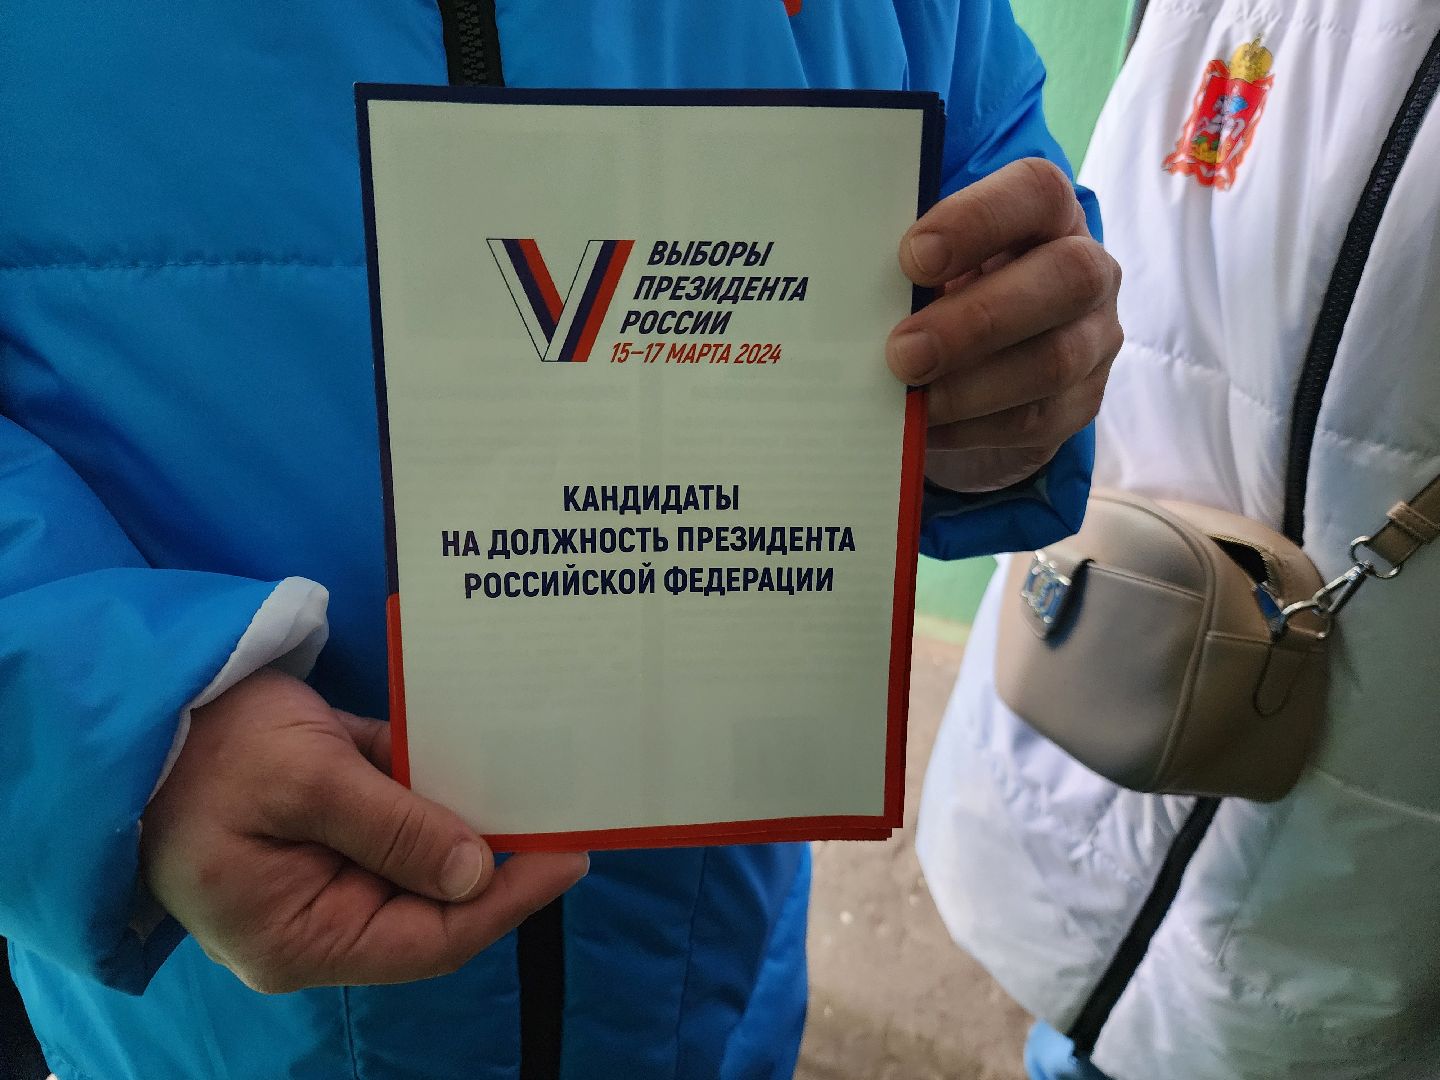 ВЫБОРЫ
ПРЕЗИДЕНТА
РОССИИ
15–17 МАРТА 2024
КАНДИДАТЫ
НА ДОЛЖНОСТЬ ПРЕЗИДЕНТА
РОССИЙСКОЙ ФЕДЕРАЦИИ